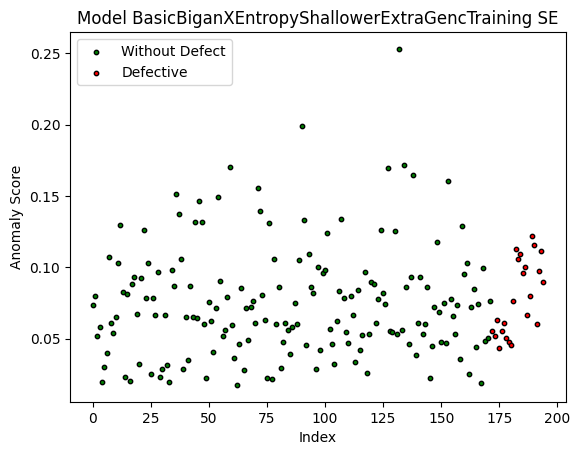 Model BasicBiganXEntropyShallowerExtraGencTraining SE
Without Defect
Defective
0.25
0.20
0.15
0.10
0.05
Anomaly Score
0 25 50 75 100 125 150 175 200
Index